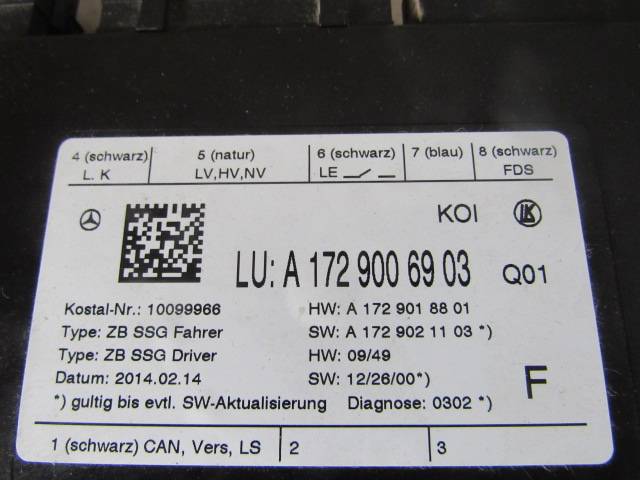 4 (schwarz) 5 (natur) 6 (schwarz) 7 (blau) 8 (schwarz)
L. K LV,HV,NV LE FDS
KOI LK
LU: A 172 900 69 03 Q01
Kostal-Nr.: 10099966 HW: A 172 901 88 01
Type: ZB SSG Fahrer SW: A 172 902 11 03 *)
Type: ZB SSG Driver HW: 09/49
Datum: 2014.02.14 SW: 12/26/00*)
F
*) gultig bis evtl. SW-Aktualisierung Diagnose: 0302 *)
1 (schwarz) CAN, Vers, LS 2 3